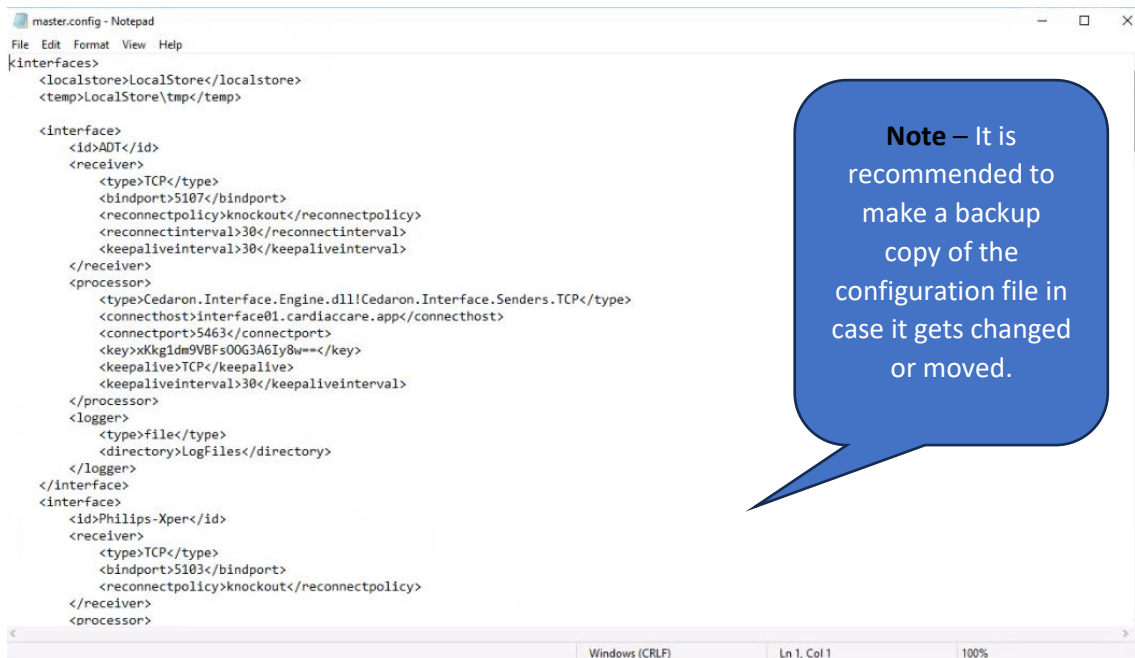 master.config - Notepad
File Edit Format View Help
<interfaces>
<localstore>LocalStore</localstore>
<temp>LocalStore\tmp</temp>
<interface>
<id>ADT</id>
<receiver>
<type>TCP</type>
<bindport>5107</bindport>
<reconnectpolicy>knockout</reconnectpolicy>
<reconnectinterval>30</reconnectinterval>
<keepaliveinterval>30</keepaliveinterval>
</receiver>
<processor>
<type>Cedaron.Interface.Engine.dll!Cedaron.Interface.Senders.TCP</type>
<connecthost>interface01.cardiaccare.app</connecthost>
<connectport>5463</connectport>
<key>xKkg1dm9VBFsOOG3A6Iy8w==</key>
<keepalive>TCP</keepalive>
<keepaliveinterval>30</keepaliveinterval>
</processor>
<logger>
<type>file</type>
<directory>LogFiles</directory>
</logger>
</interface>
<interface>
<id>Philips-Xper</id>
<receiver>
<type>TCP</type>
<bindport>5103</bindport>
<reconnectpolicy>knockout</reconnectpolicy>
</receiver>
<processor>
Note – It is
recommended to
make a backup
copy of the
configuration file in
case it gets changed
or moved.
Windows (CRLF) Ln 1, Col 1 100%